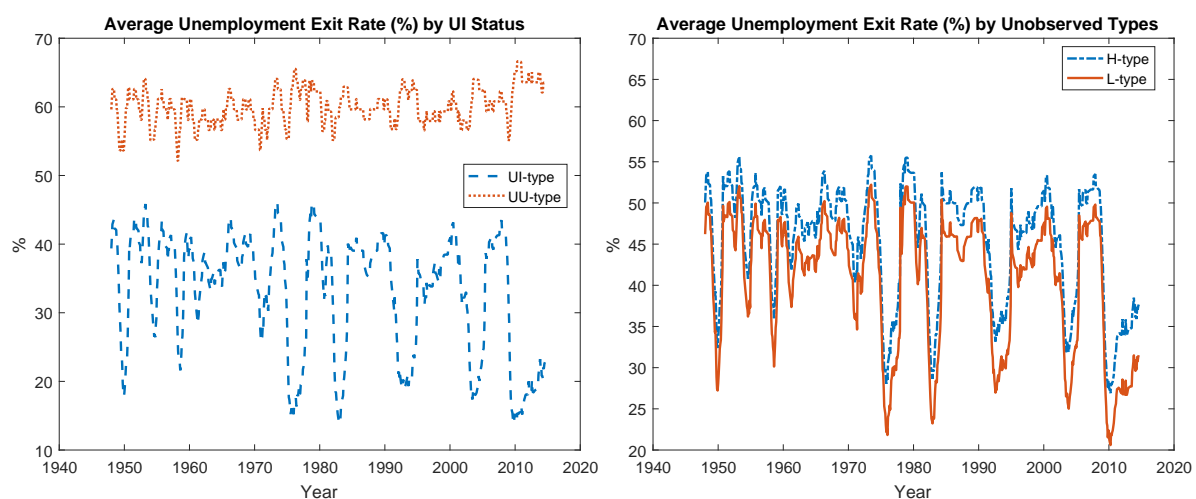 Average Unemployment Exit Rate (%) by UI Status
70
60
50
40
30
20
10
%
UI-type
UU-type
1940 1950 1960 1970 1980 1990 2000 2010 2020
Year
Average Unemployment Exit Rate (%) by Unobserved Types
70
65
60
55
50
45
40
35
30
25
20
%
H-type
L-type
1940 1950 1960 1970 1980 1990 2000 2010 2020
Year